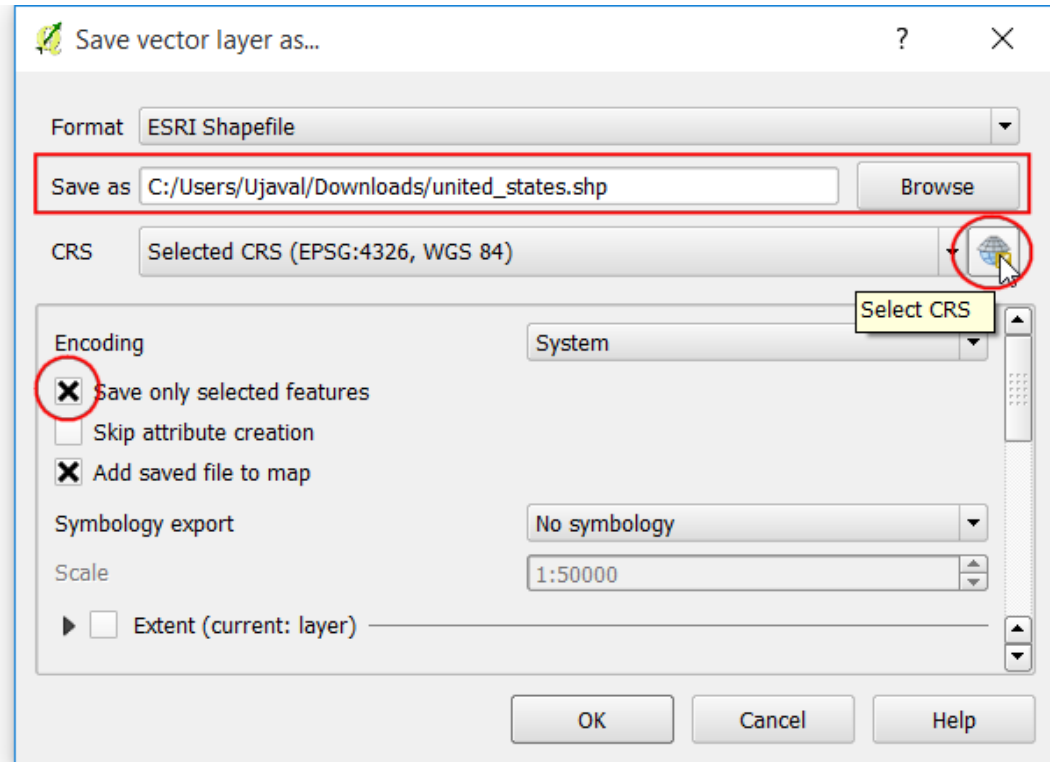 Save vector layer as... ?
Format ESRI Shapefile
Save as C:/Users/Ujaval/Downloads/united_states.shp Browse
CRS Selected CRS (EPSG:4326, WGS 84)
Select CRS
Encoding System
Save only selected features
Skip attribute creation
Add saved file to map
Symbology export No symbology
Scale 1:50000
Extent (current: layer)
OK Cancel Help